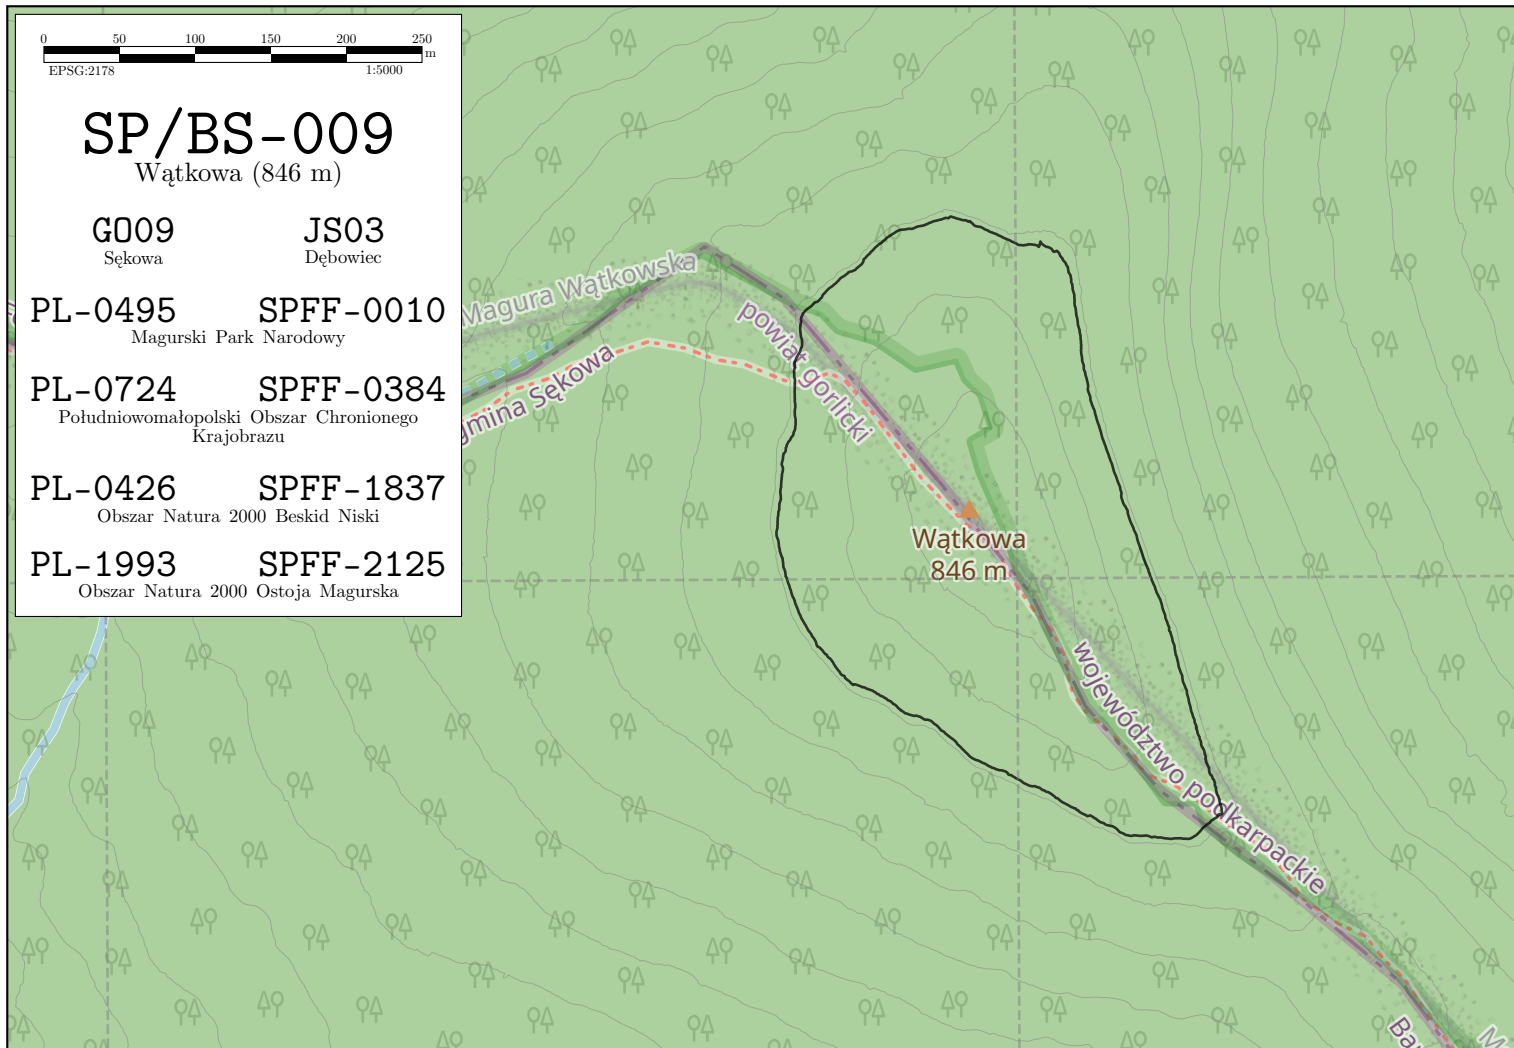 0 50 100 150 200 250
m
EPSG:2178 1:5000
SP/BS-009
Wątkowa (846 m)
GO09 JS03
Sękowa Dębowiec
PL-0495 SPFF-0010
Magurski Park Narodowy
PL-0724 SPFF-0384
Południowomałopolski Obszar Chronionego
Krajobrazu
PL-0426 SPFF-1837
Obszar Natura 2000 Beskid Niski
PL-1993 SPFF-2125
Obszar Natura 2000 Ostoja Magurska
Magura Wątkowska
gmina Sękowa
powiat gorlicki
Wątkowa
846 m
województwo podkarpackie